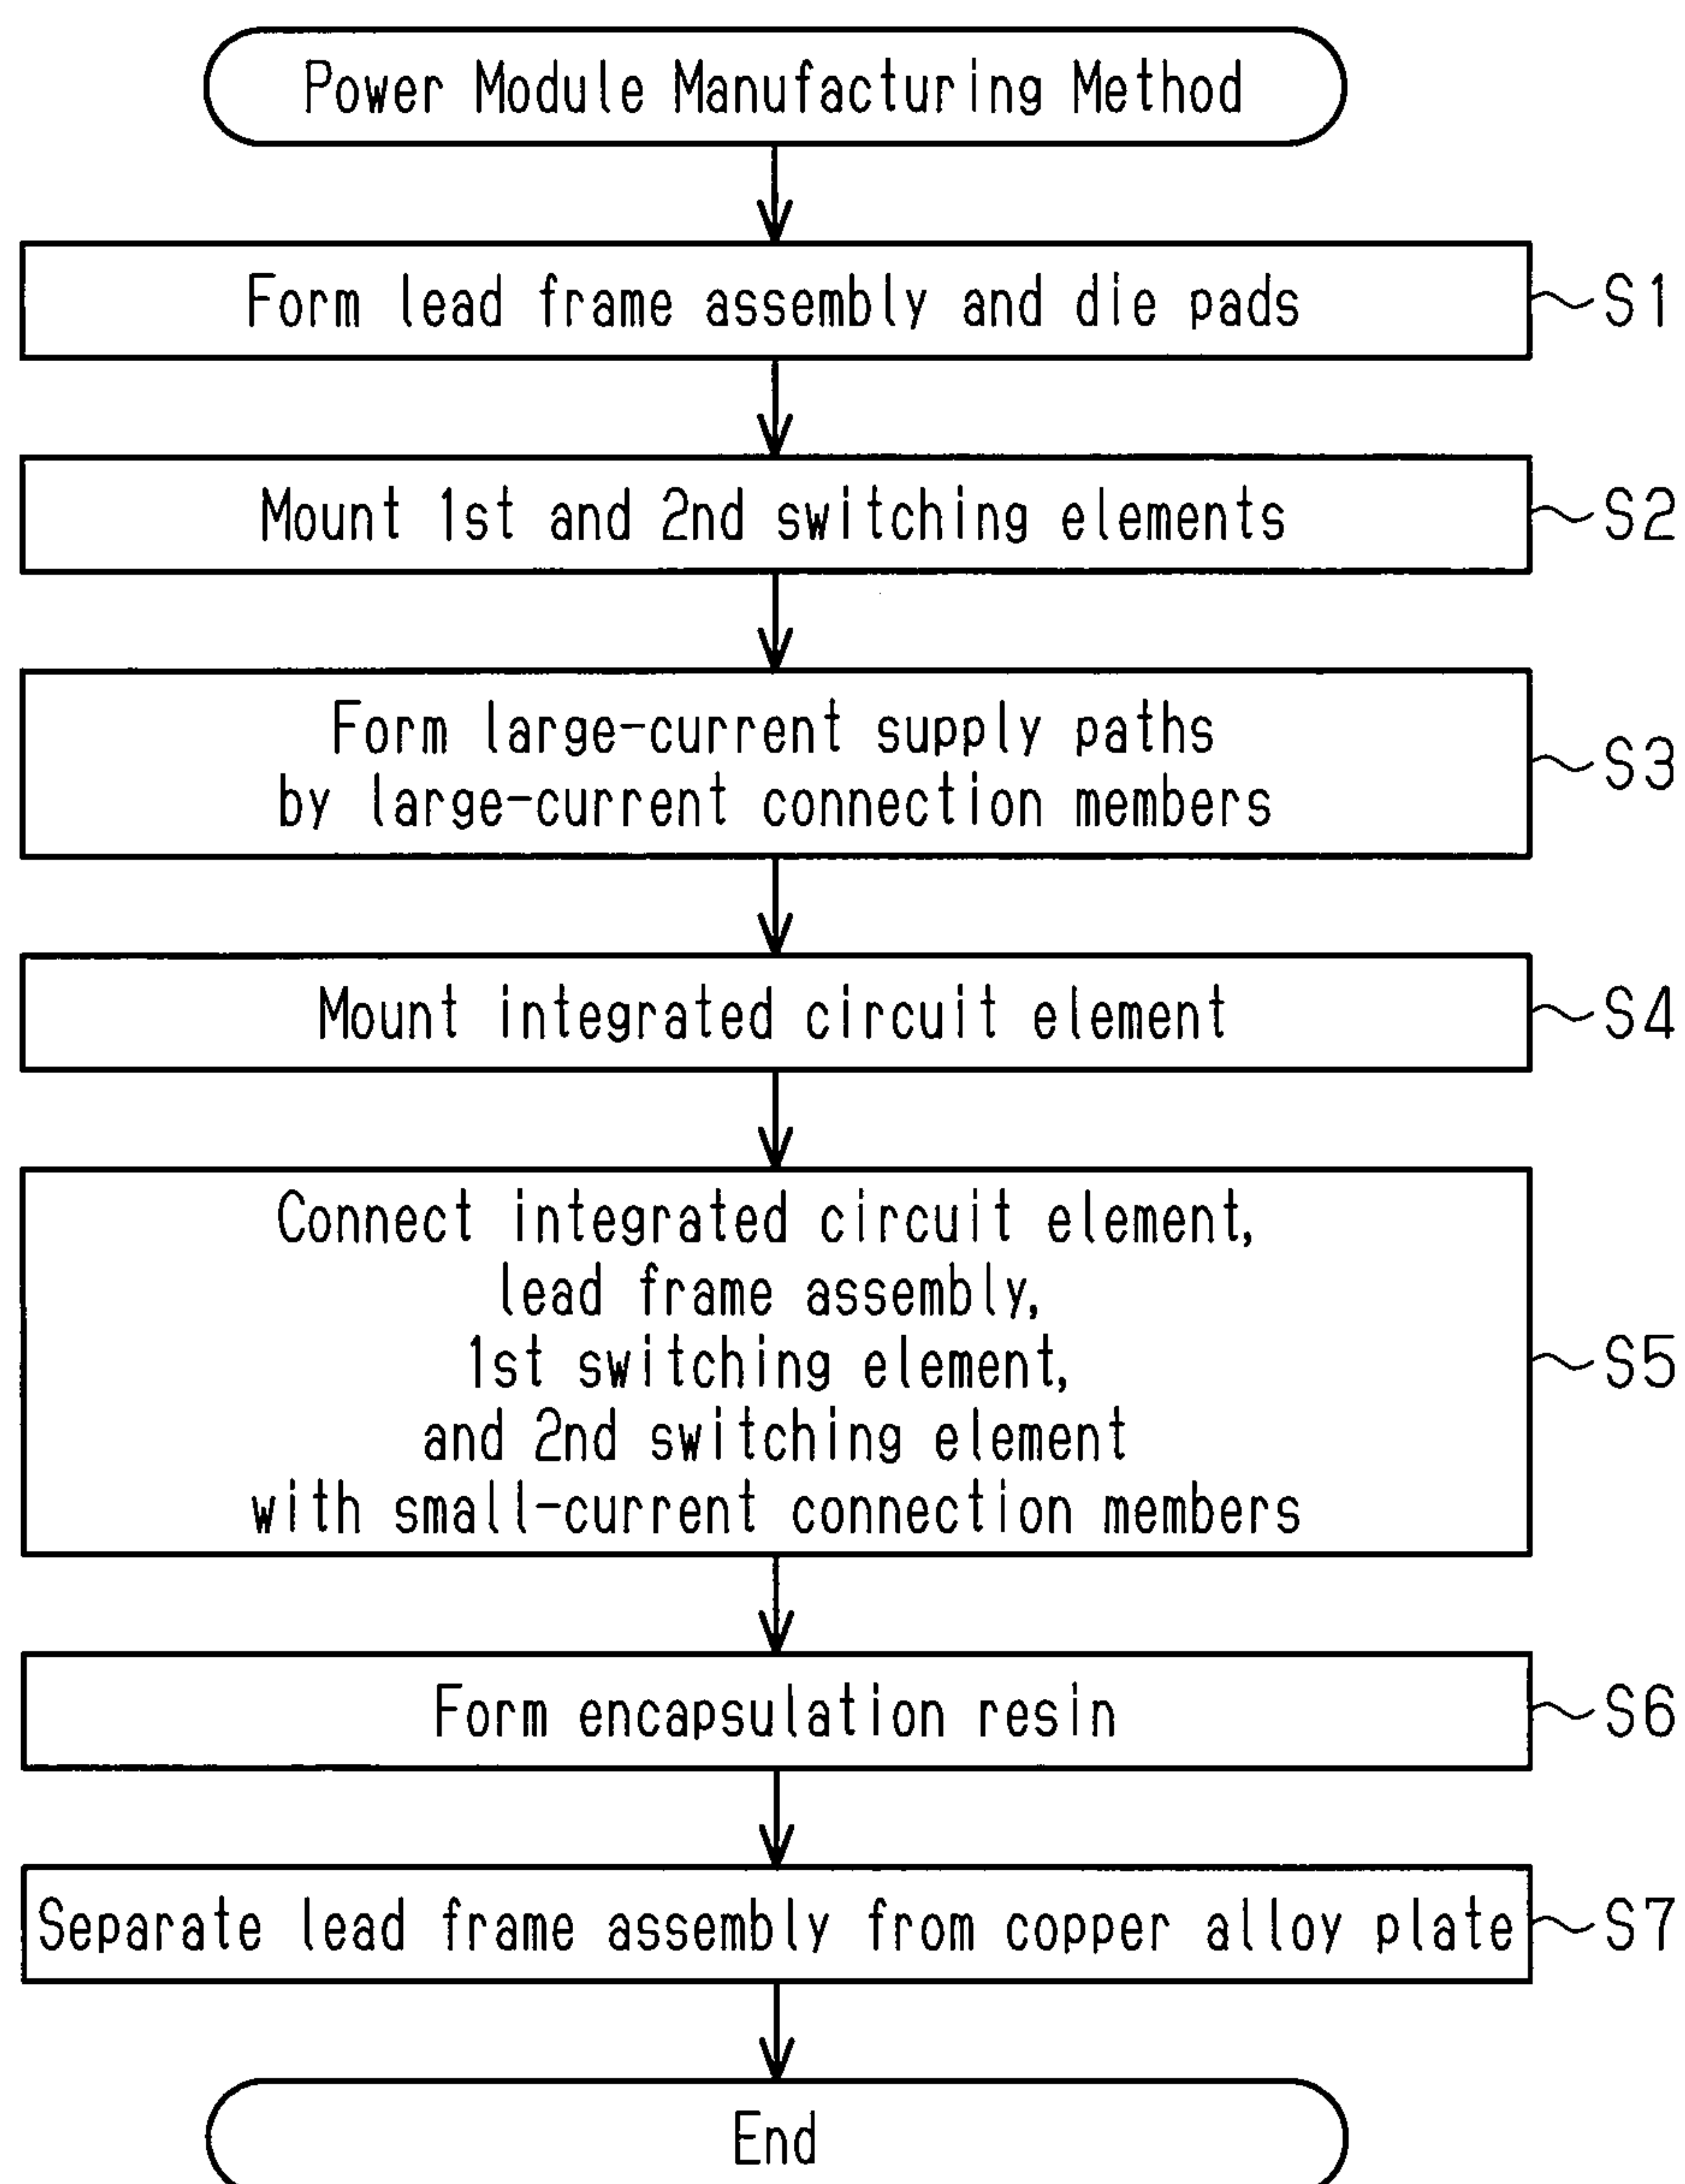 Power Module Manufacturing Method
Form lead frame assembly and die pads
S1
Mount 1st and 2nd switching elements
S2
Form large-current supply paths
by large-current connection members
S3
Mount integrated circuit element
S4
Connect integrated circuit element,
lead frame assembly,
1st switching element,
and 2nd switching element
with small-current connection members
S5
Form encapsulation resin
S6
Separate lead frame assembly from copper alloy plate
S7
End